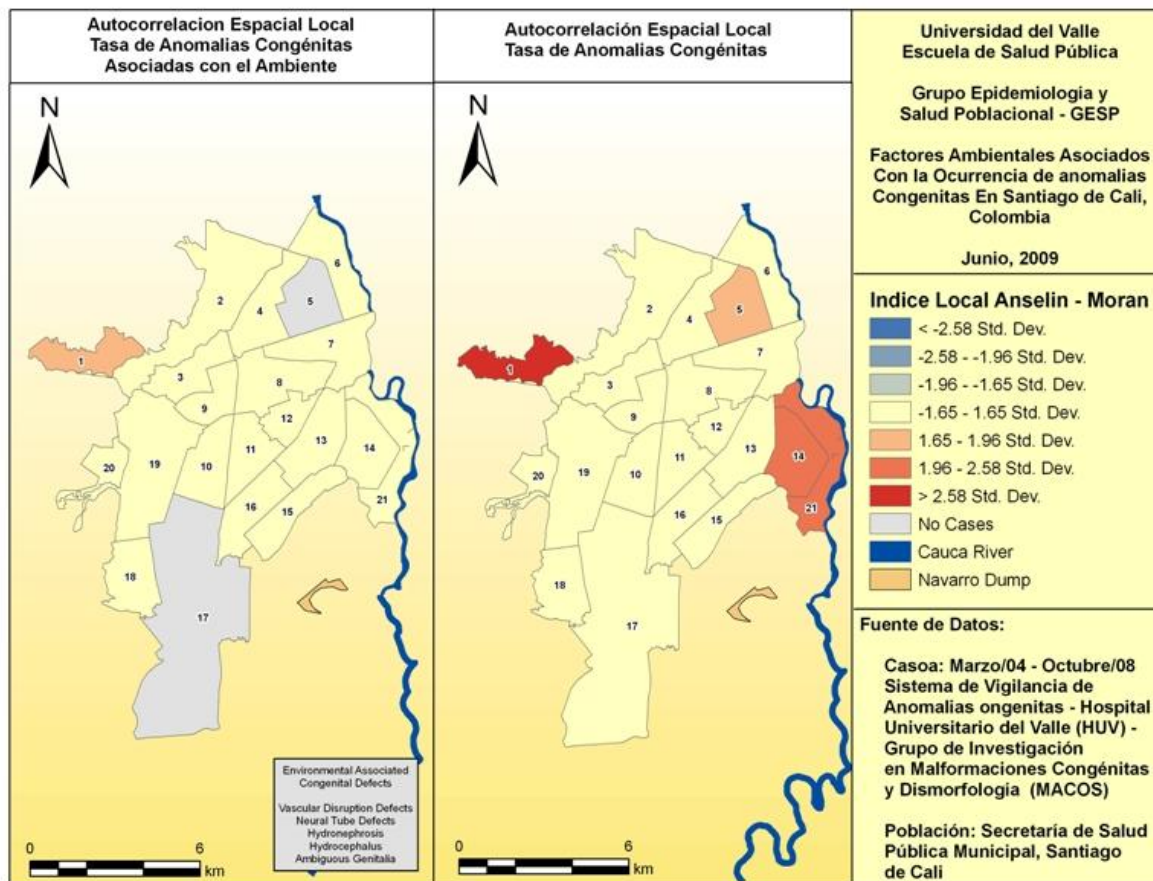 Autocorrelacion Espacial Local
Tasa de Anomalias Congénitas
Asociadas con el Ambiente
N
6
2
4
5
7
1
3
8
9
12
13
14
11
10
19
20
21
16
15
18
17
Environmental Associated
Congenital Defects
Vascular Disruption Defects
Neural Tube Defects
Hydronephrosis
Hydrocephalus
Ambiguous Genitalia
0 6
km
Autocorrelación Espacial Local
Tasa de Anomalias Congénitas
N
6
2
4
5
7
1
3
8
9
12
13
14
11
10
19
20
21
16
15
18
17
0 6
km
Universidad del Valle
Escuela de Salud Pública
Grupo Epidemiologia y
Salud Poblacional - GESP
Factores Ambientales Asociados
Con la Ocurrencia de anomalias
Congenitas En Santiago de Cali,
Colombia
Junio, 2009
Indice Local Anselin - Moran
< -2.58 Std. Dev.
-2.58 - -1.96 Std. Dev.
-1.96 - -1.65 Std. Dev.
-1.65 - 1.65 Std. Dev.
1.65 - 1.96 Std. Dev.
1.96 - 2.58 Std. Dev.
> 2.58 Std. Dev.
No Cases
Cauca River
Navarro Dump
Fuente de Datos:
Casoa: Marzo/04 - Octubre/08
Sistema de Vigilancia de
Anomalias ongenitas - Hospital
Universitario del Valle (HUV) -
Grupo de Investigación
en Malformaciones Congénitas
y Dismorfologia (MACOS)
Población: Secretaría de Salud
Pública Municipal, Santiago
de Cali